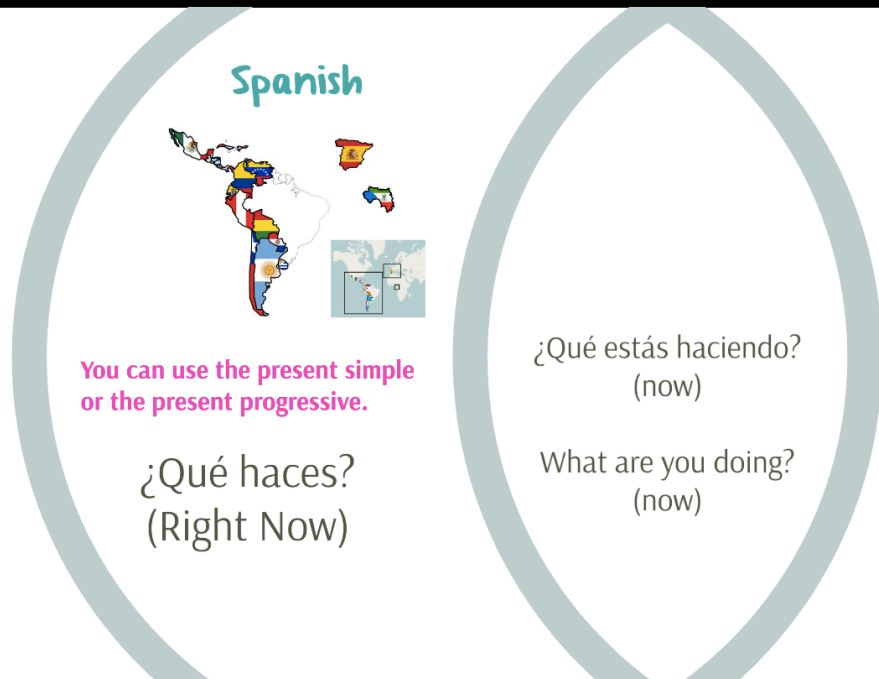 Spanish
You can use the present simple
or the present progressive.
¿Qué haces?
(Right Now)
¿Qué estás haciendo?
(now)
What are you doing?
(now)